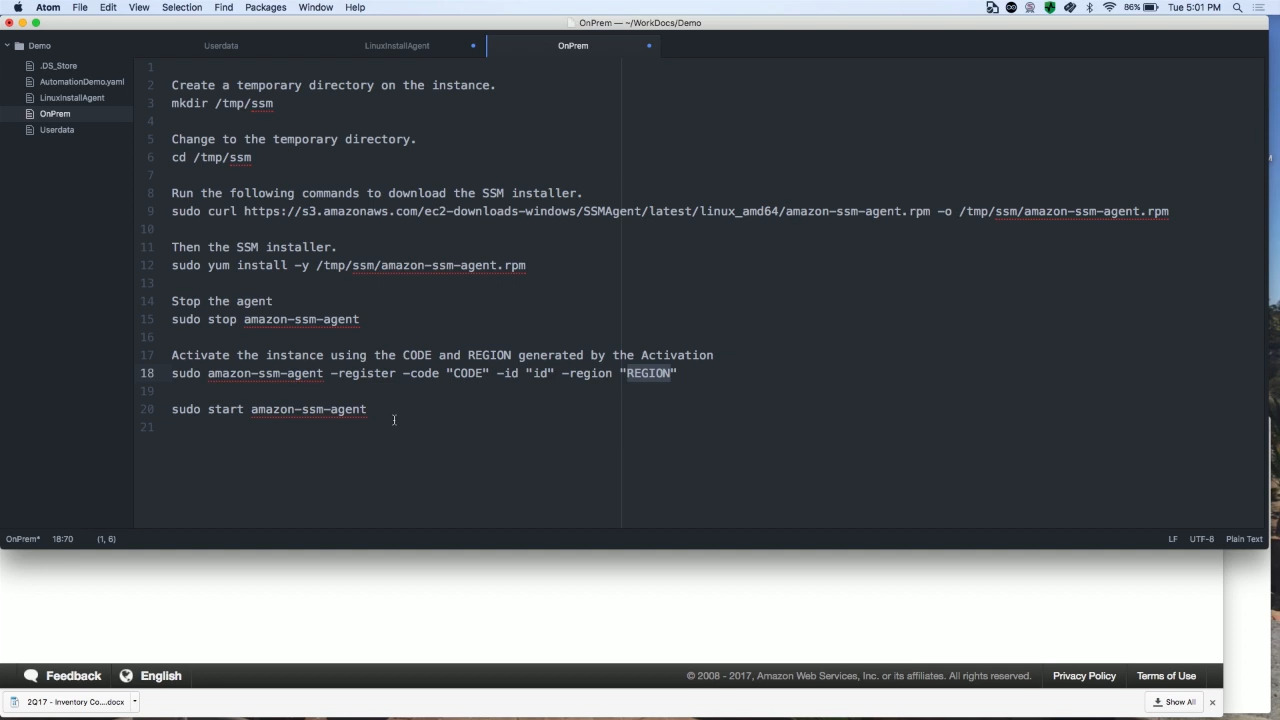 Atom File Edit View Selection Find Packages Window Help 86% Tue 5:01 PM
OnPrem — ~/WorkDocs/Demo
Demo
Userdata
LinuxInstallAgent
OnPrem
.DS_Store
AutomationDemo.yaml
LinuxInstallAgent
OnPrem
Userdata
1
2 Create a temporary directory on the instance.
3 mkdir /tmp/ssm
4
5 Change to the temporary directory.
6 cd /tmp/ssm
7
8 Run the following commands to download the SSM installer.
9 sudo curl https://s3.amazonaws.com/ec2-downloads-windows/SSMAgent/latest/linux_amd64/amazon-ssm-agent.rpm -o /tmp/ssm/amazon-ssm-agent.rpm
10
11 Then the SSM installer.
12 sudo yum install -y /tmp/ssm/amazon-ssm-agent.rpm
13
14 Stop the agent
15 sudo stop amazon-ssm-agent
16
17 Activate the instance using the CODE and REGION generated by the Activation
18 sudo amazon-ssm-agent -register -code "CODE" -id "id" -region "REGION"
19
20 sudo start amazon-ssm-agent
21
OnPrem* 18:70 (1, 6) LF UTF-8 Plain Text
Feedback English © 2008 - 2017, Amazon Web Services, Inc. or its affiliates. All rights reserved. Privacy Policy Terms of Use
2Q17 - Inventory Co....docx Show All